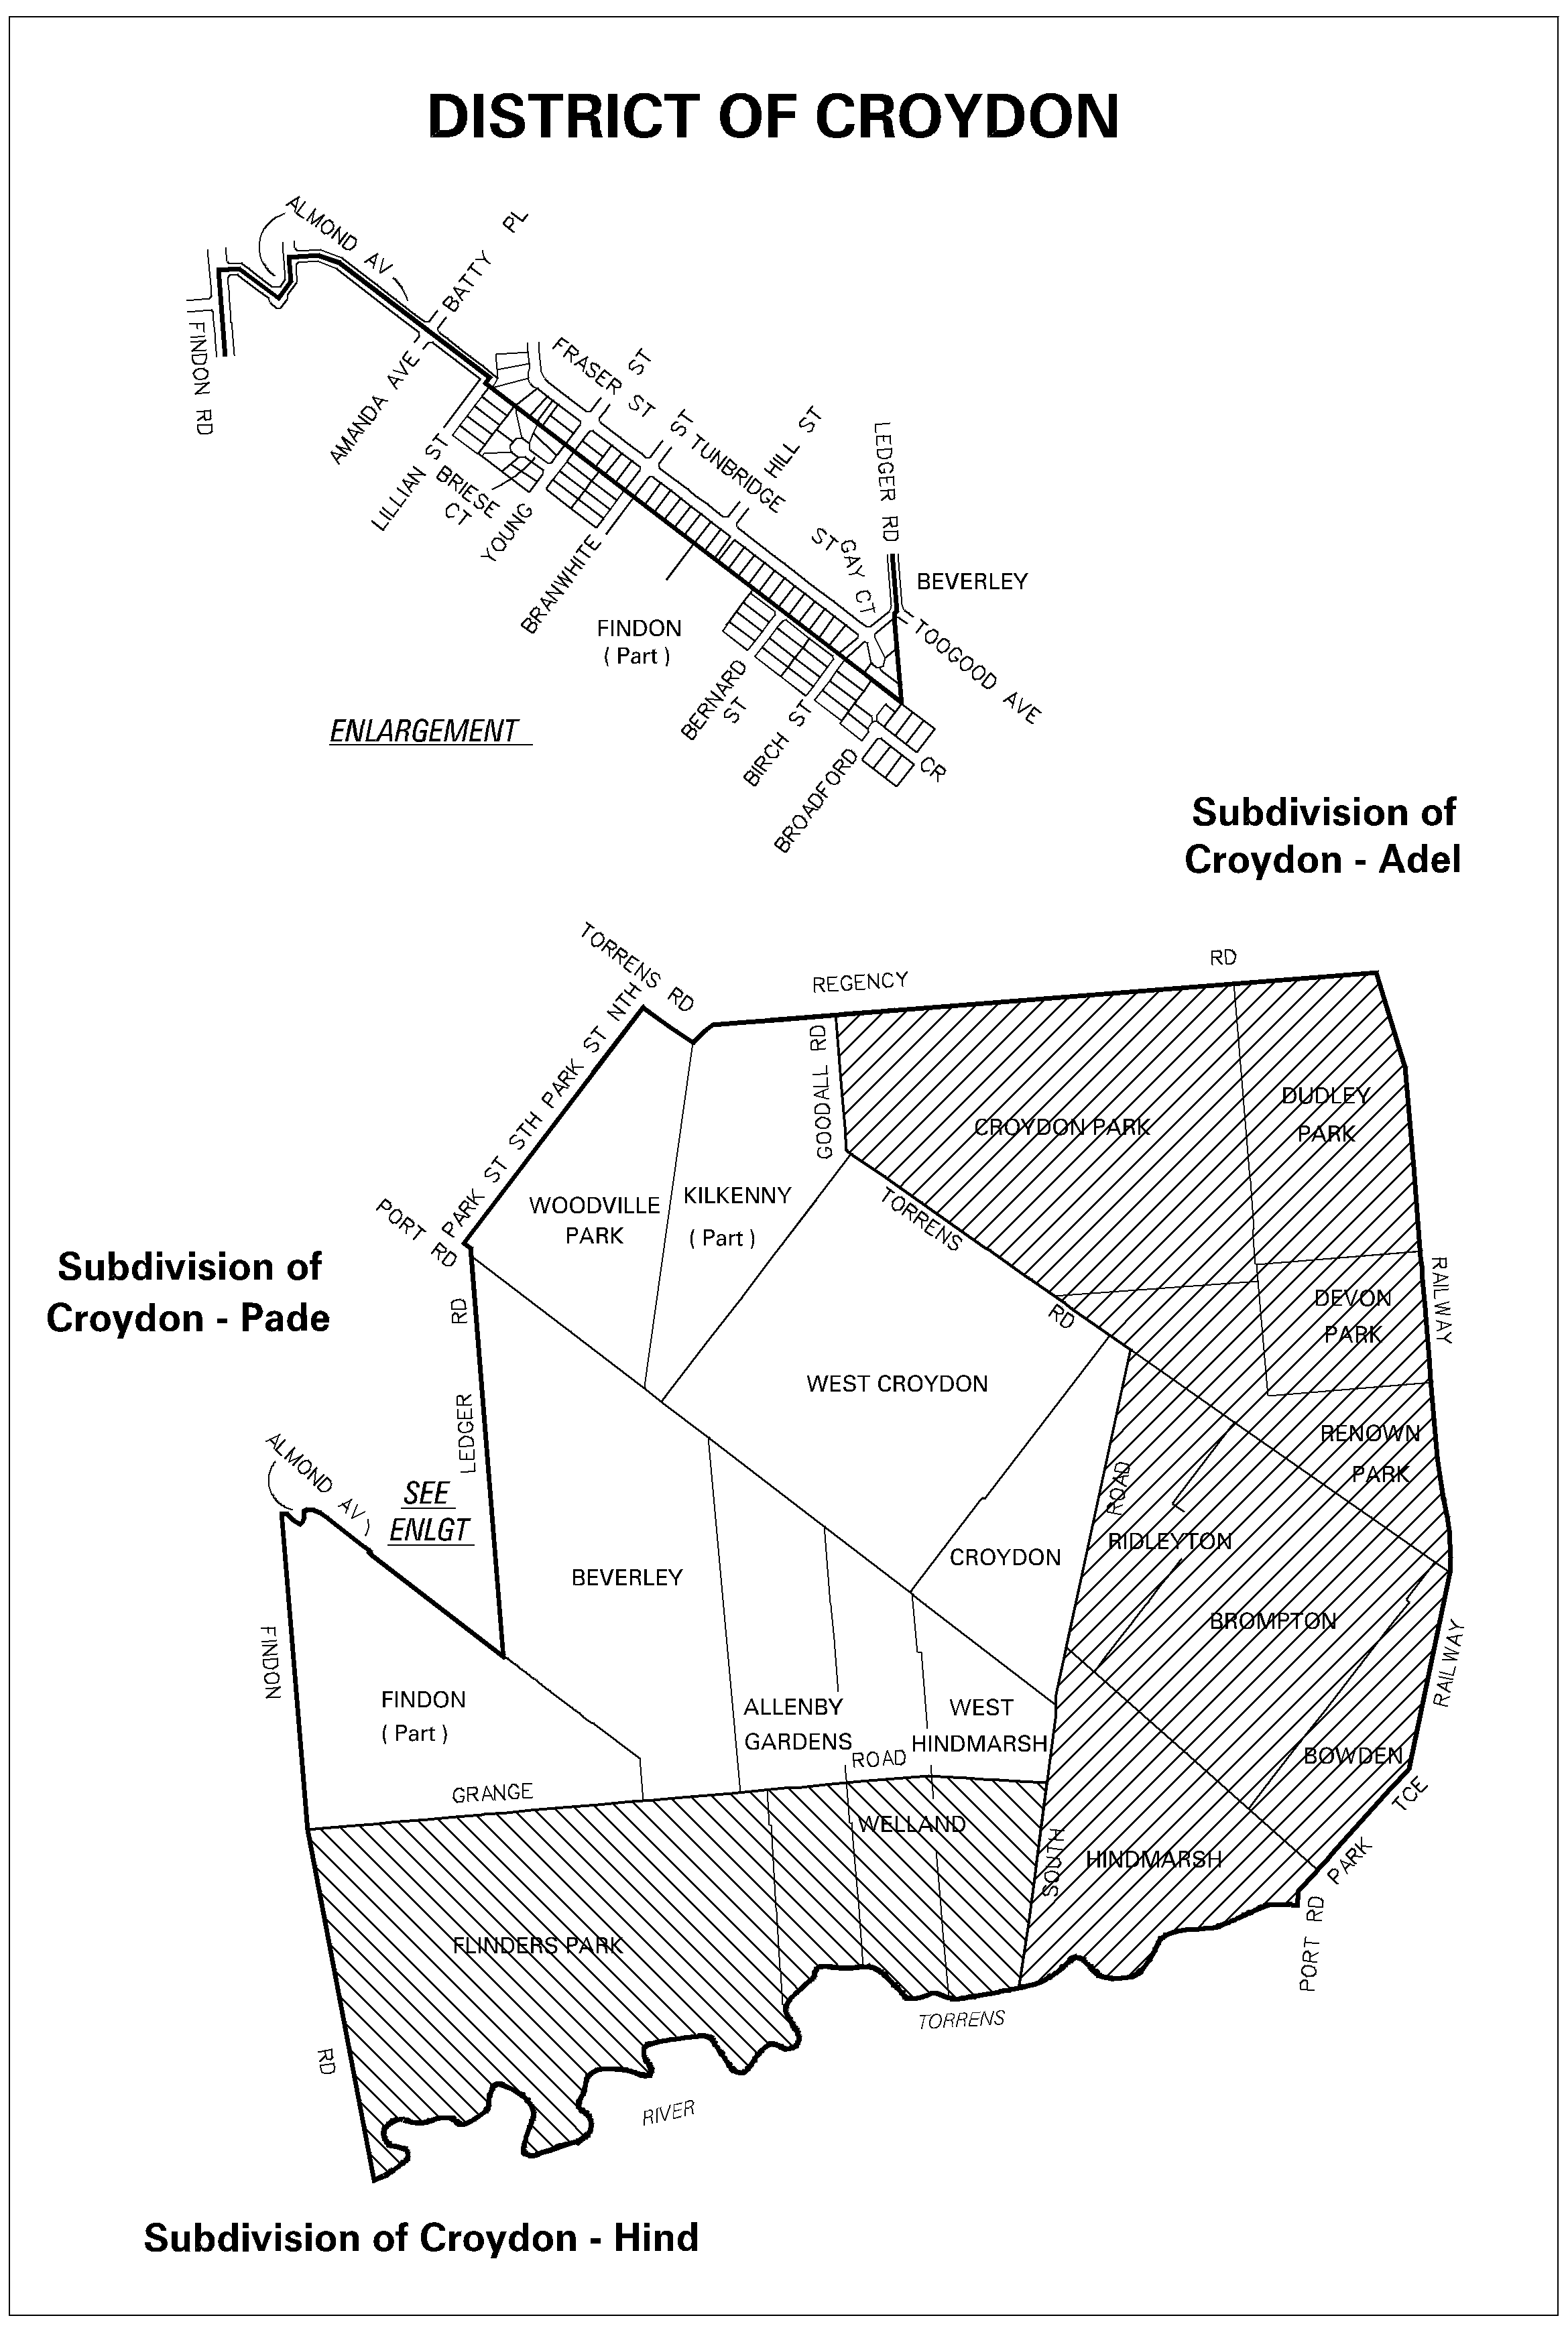 DISTRICT OF CROYDON
ALMOND AV
BATTY PL
FINDON RD
AMANDA AVE
FRASER ST
ST
ST
TUNBRIDGE ST
HILL ST
LEDGER RD
GAY CT
BEVERLEY
TOOGOOD AVE
LILLIAN ST
BRIESE
CT
YOUNG
BRANWHITE
FINDON
( Part )
BERNARD
ST
BIRCH ST
BROADFORD CR
ENLARGEMENT
Subdivision of
Croydon - Adel
TORRENS RD
REGENCY RD
PARK ST STH PARK ST NTH
GOODALL RD
CROYDON PARK
DUDLEY
PARK
PORT RD
WOODVILLE
PARK
KILKENNY
( Part )
TORRENS RD
Subdivision of
Croydon - Pade
LEDGER RD
DEVON
PARK
RAILWAY
WEST CROYDON
RENOWN
PARK
ALMOND AV
SEE
ENLGT
ROAD
RIDLEYTON
CROYDON
BEVERLEY
BROMPTON
FINDON
RAILWAY
FINDON
( Part )
ALLENBY
GARDENS
WEST
HINDMARSH
ROAD
BOWDEN
GRANGE
PARK TCE
WELLAND
SOUTH
HINDMARSH
PORT RD
FLINDERS PARK
TORRENS
RD
RIVER
Subdivision of Croydon - Hind